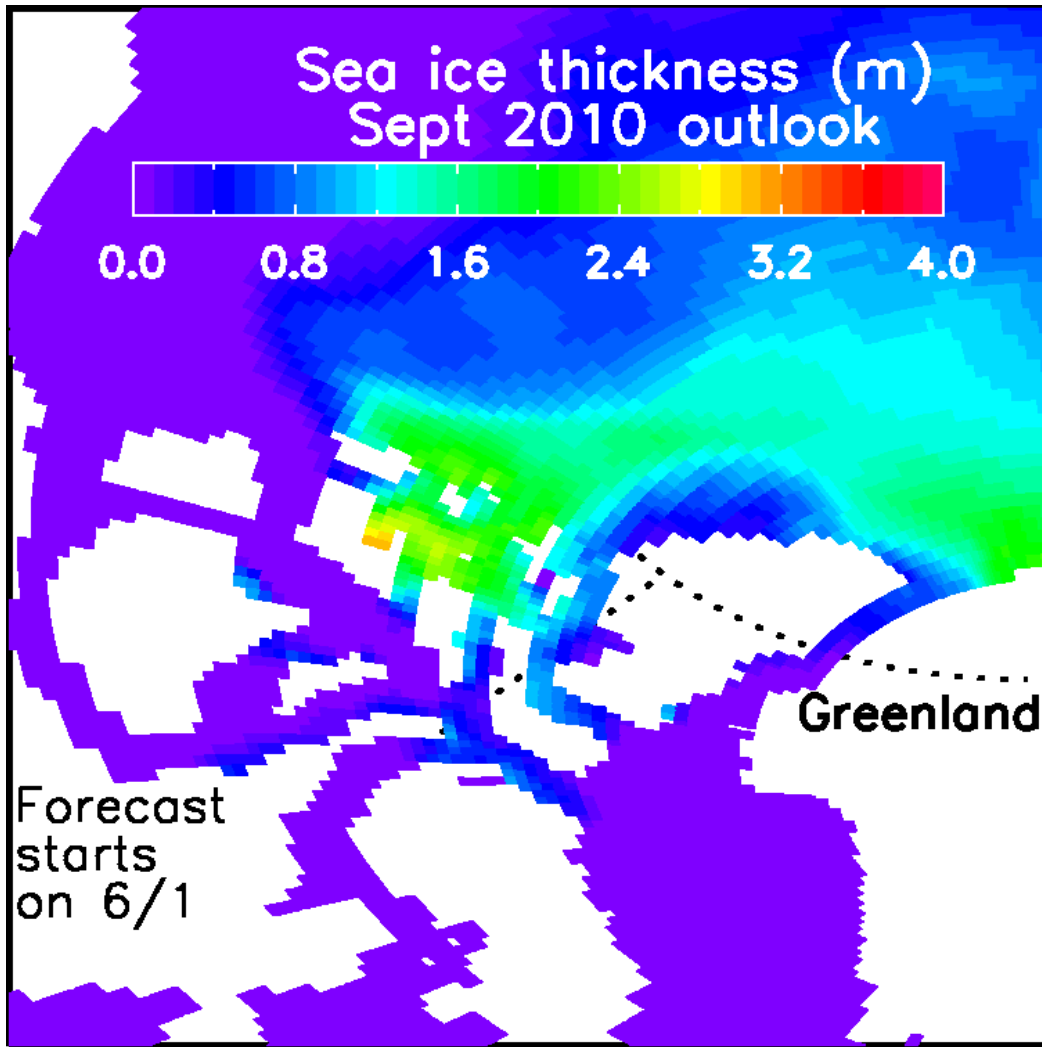 Sea ice thickness (m)
Sept 2010 outlook
0.0 0.8 1.6 2.4 3.2 4.0
Greenland
Forecast
starts
on 6/1